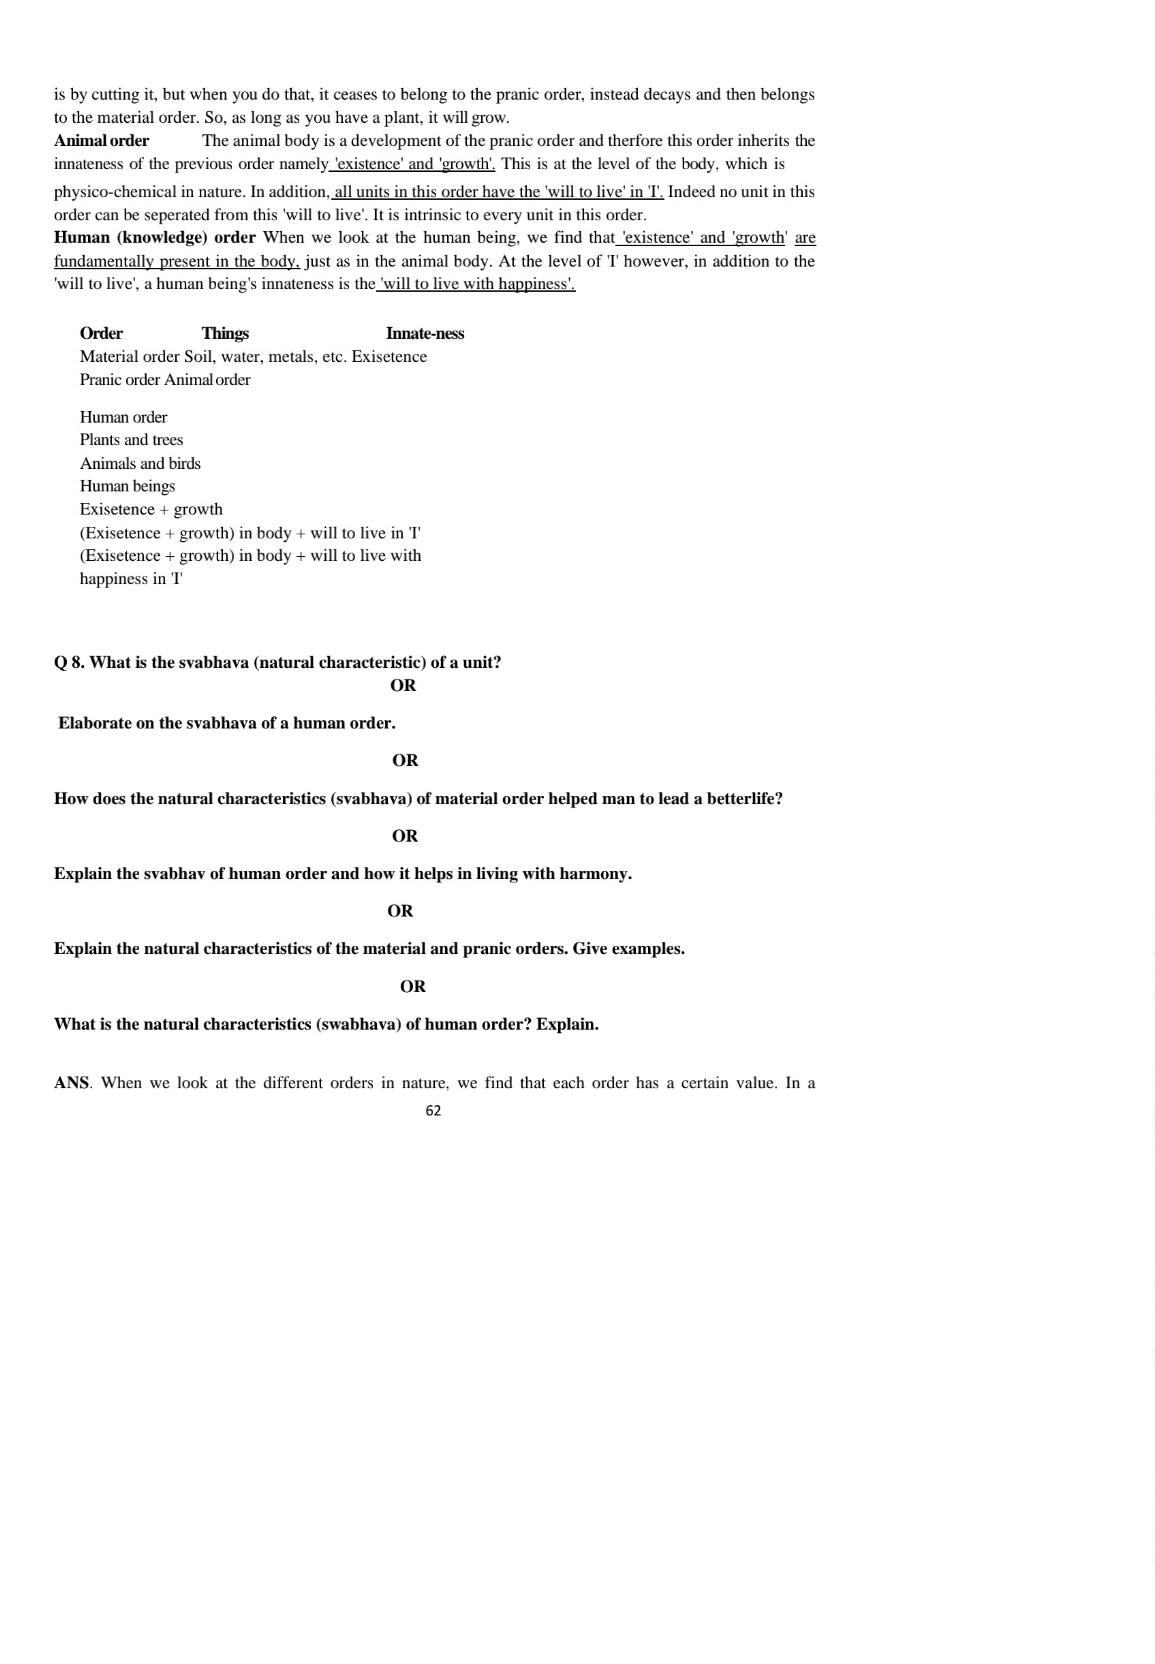 is by cutting it, but when you do that, it ceases to belong to the pranic order, instead decays and then belongs
to the material order. So, as long as you have a plant, it will grow.
Animal order The animal body is a development of the pranic order and therfore this order inherits the
innateness of the previous order namely 'existence' and 'growth'. This is at the level of the body, which is
physico-chemical in nature. In addition, all units in this order have the 'will to live' in 'I'. Indeed no unit in this
order can be seperated from this 'will to live'. It is intrinsic to every unit in this order.
Human (knowledge) order When we look at the human being, we find that 'existence' and 'growth' are
fundamentally present in the body, just as in the animal body. At the level of 'I' however, in addition to the
'will to live', a human being's innateness is the 'will to live with happiness'.
Order Things Innate-ness
Material order Soil, water, metals, etc. Exisetence
Pranic order Animal order
Human order
Plants and trees
Animals and birds
Human beings
Exisetence + growth
(Exisetence + growth) in body + will to live in 'I'
(Exisetence + growth) in body + will to live with
happiness in 'I'
Q 8. What is the svabhava (natural characteristic) of a unit?
OR
Elaborate on the svabhava of a human order.
OR
How does the natural characteristics (svabhava) of material order helped man to lead a betterlife?
OR
Explain the svabhav of human order and how it helps in living with harmony.
OR
Explain the natural characteristics of the material and pranic orders. Give examples.
OR
What is the natural characteristics (swabhava) of human order? Explain.
ANS. When we look at the different orders in nature, we find that each order has a certain value. In a
62